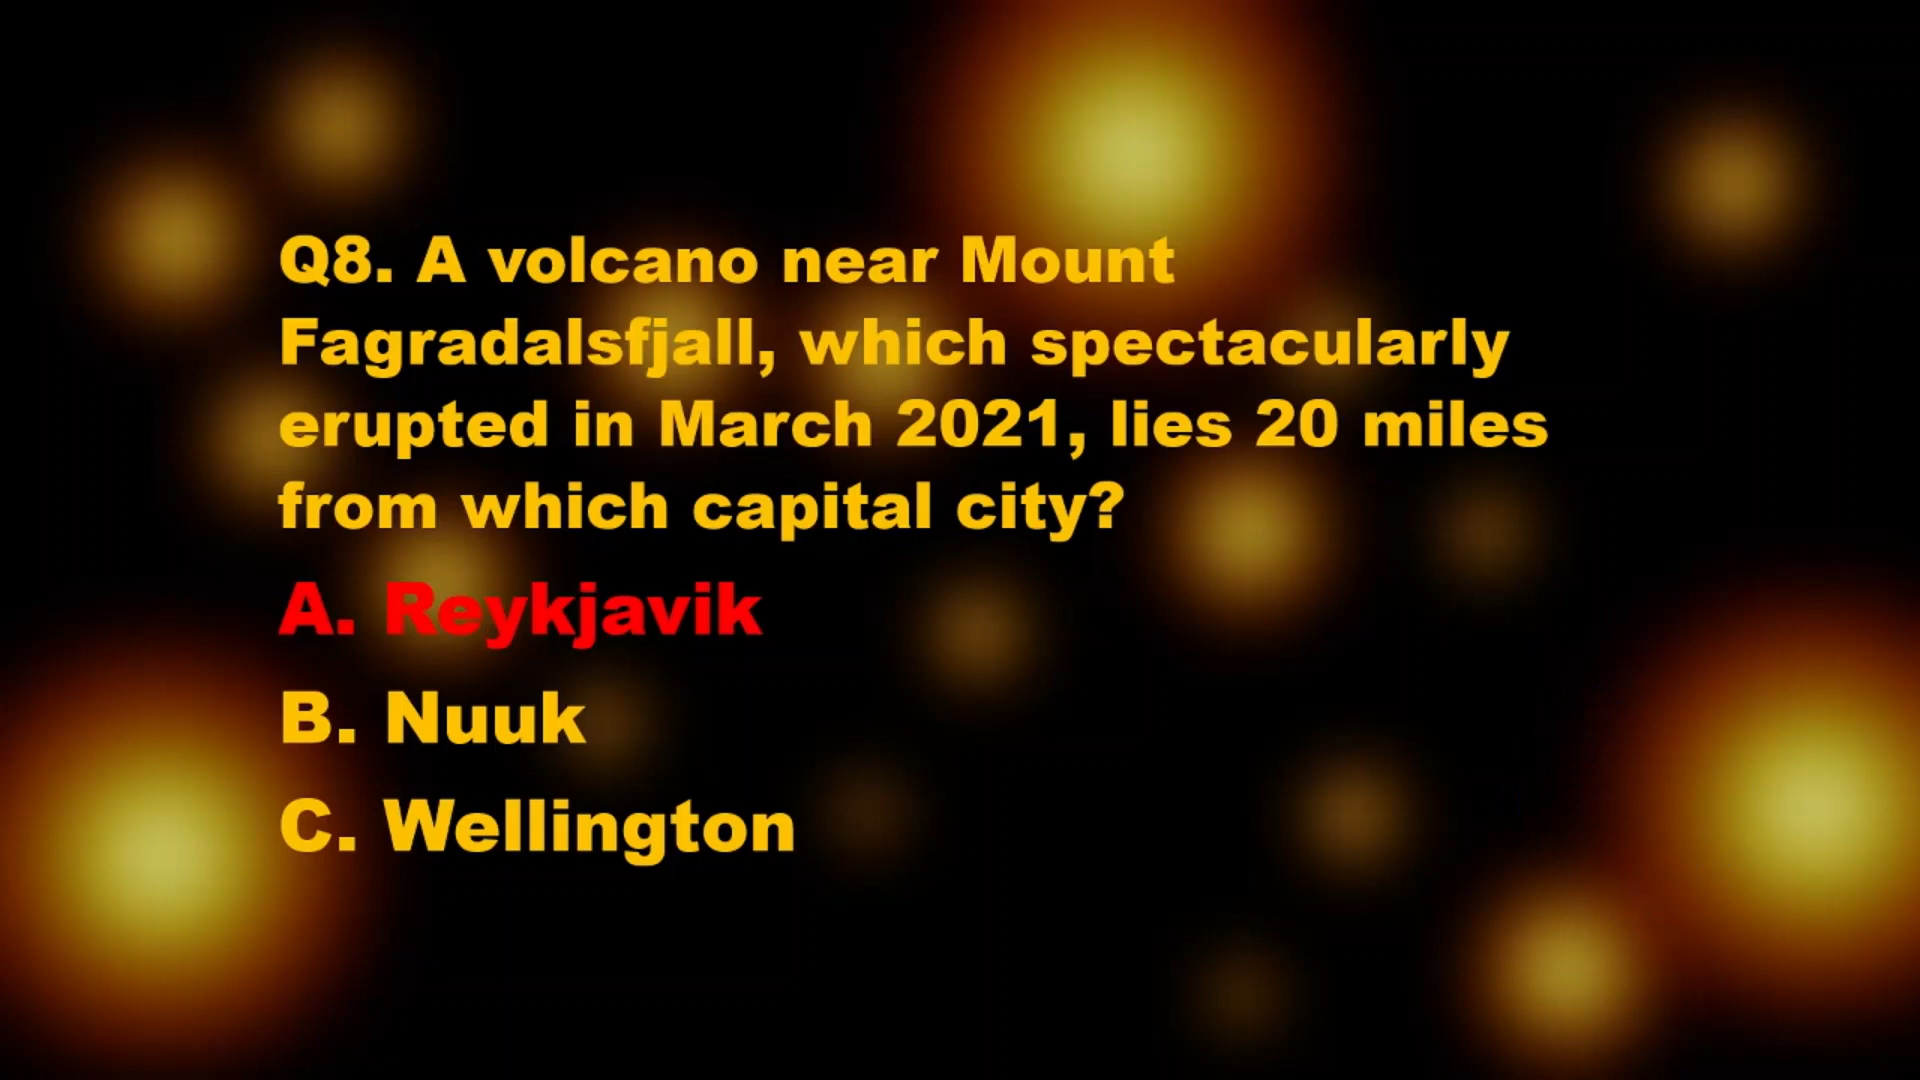 Q8. A volcano near Mount
Fagradalsfjall, which spectacularly
erupted in March 2021, lies 20 miles
from which capital city?
A. Reykjavik
B. Nuuk
C. Wellington